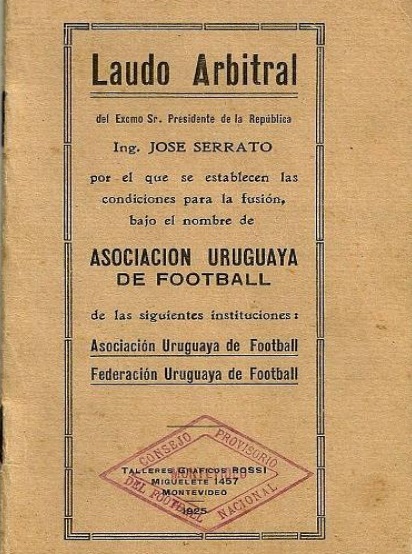 Laudo Arbitral
del Excmo Sr. Presidente de la República
Ing. JOSE SERRATO
por el que se establecen las
condiciones para la fusión,
bajo el nombre de
ASOCIACION URUGUAYA
DE FOOTBALL
de las siguientes instituciones:
Asociación Uruguaya de Football
Federación Uruguaya de Football
CONSEJO PROVISORIO
MONTEVIDEO
DEL FOOTBALL NACIONAL
TALLERES GRAFICOS ROSSI
MIGUELETE 1457
MONTEVIDEO
1925